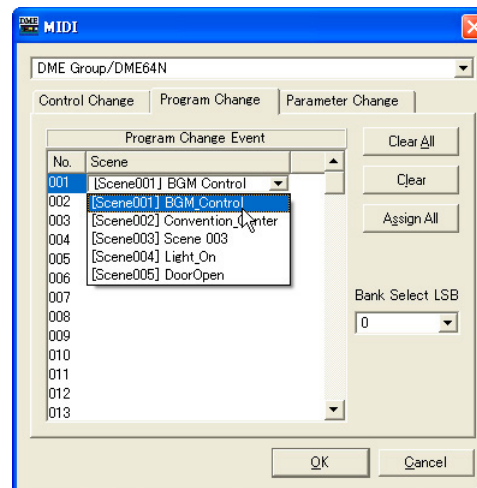 DME MIDI
DME Group/DME64N
Control Change Program Change Parameter Change
Program Change Event
Clear All
No. Scene
001 [Scene001] BGM Control
Clear
002 [Scene001] BGM_Control
003 [Scene002] Convention_Center
Assign All
004 [Scene003] Scene 003
005 [Scene004] Light_On
006 [Scene005] DoorOpen
007
Bank Select LSB
008
0
009
010
011
012
013
OK Cancel